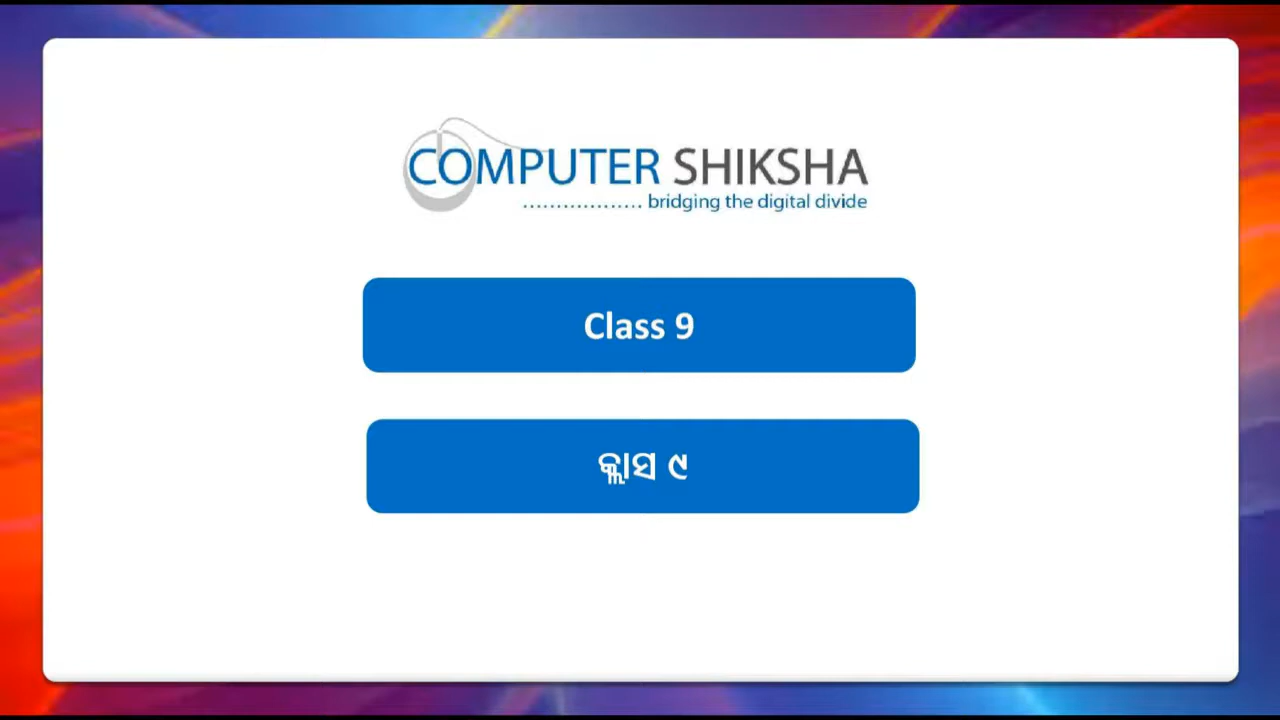 COMPUTER SHIKSHA
.................. bridging the digital divide
Class 9
କ୍ଲାସ ୯